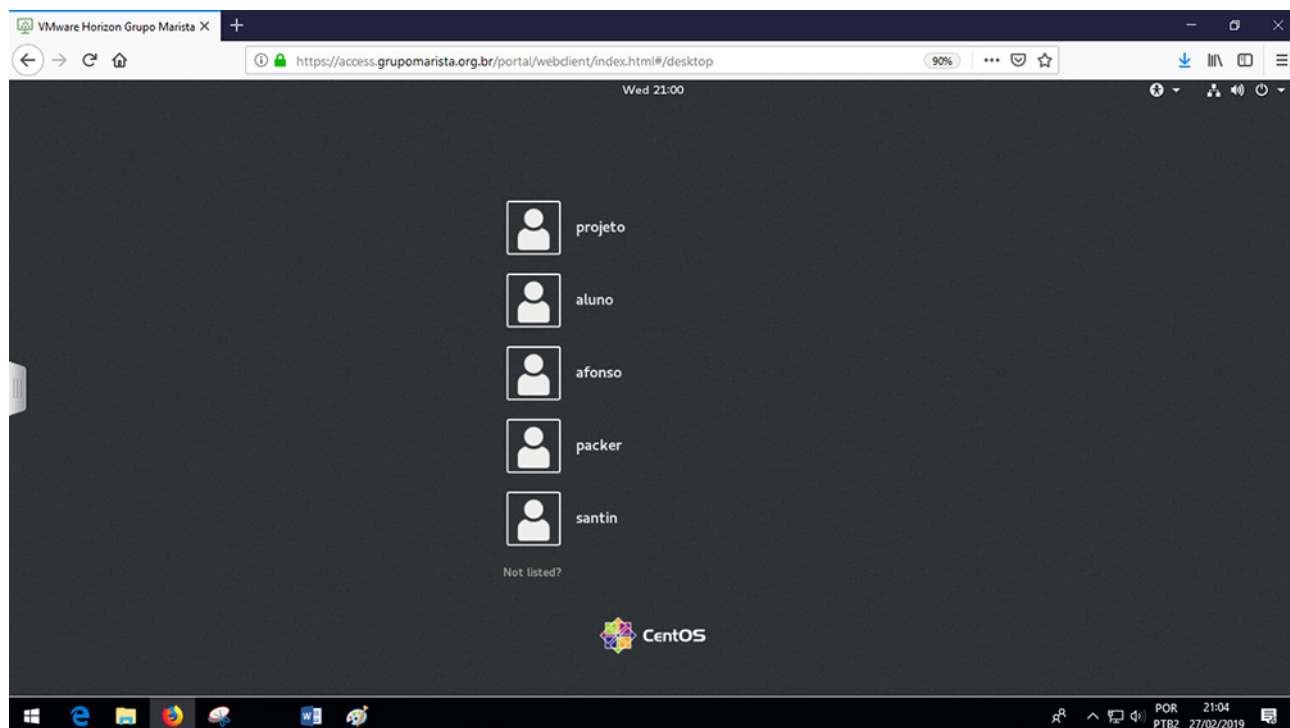 VMware Horizon Grupo Marista
https://access.grupomarista.org.br/portal/webclient/index.html#/desktop
90%
Wed 21:00
projeto
aluno
afonso
packer
santin
Not listed?
CentOS
POR
PTB2
21:04
27/02/2019